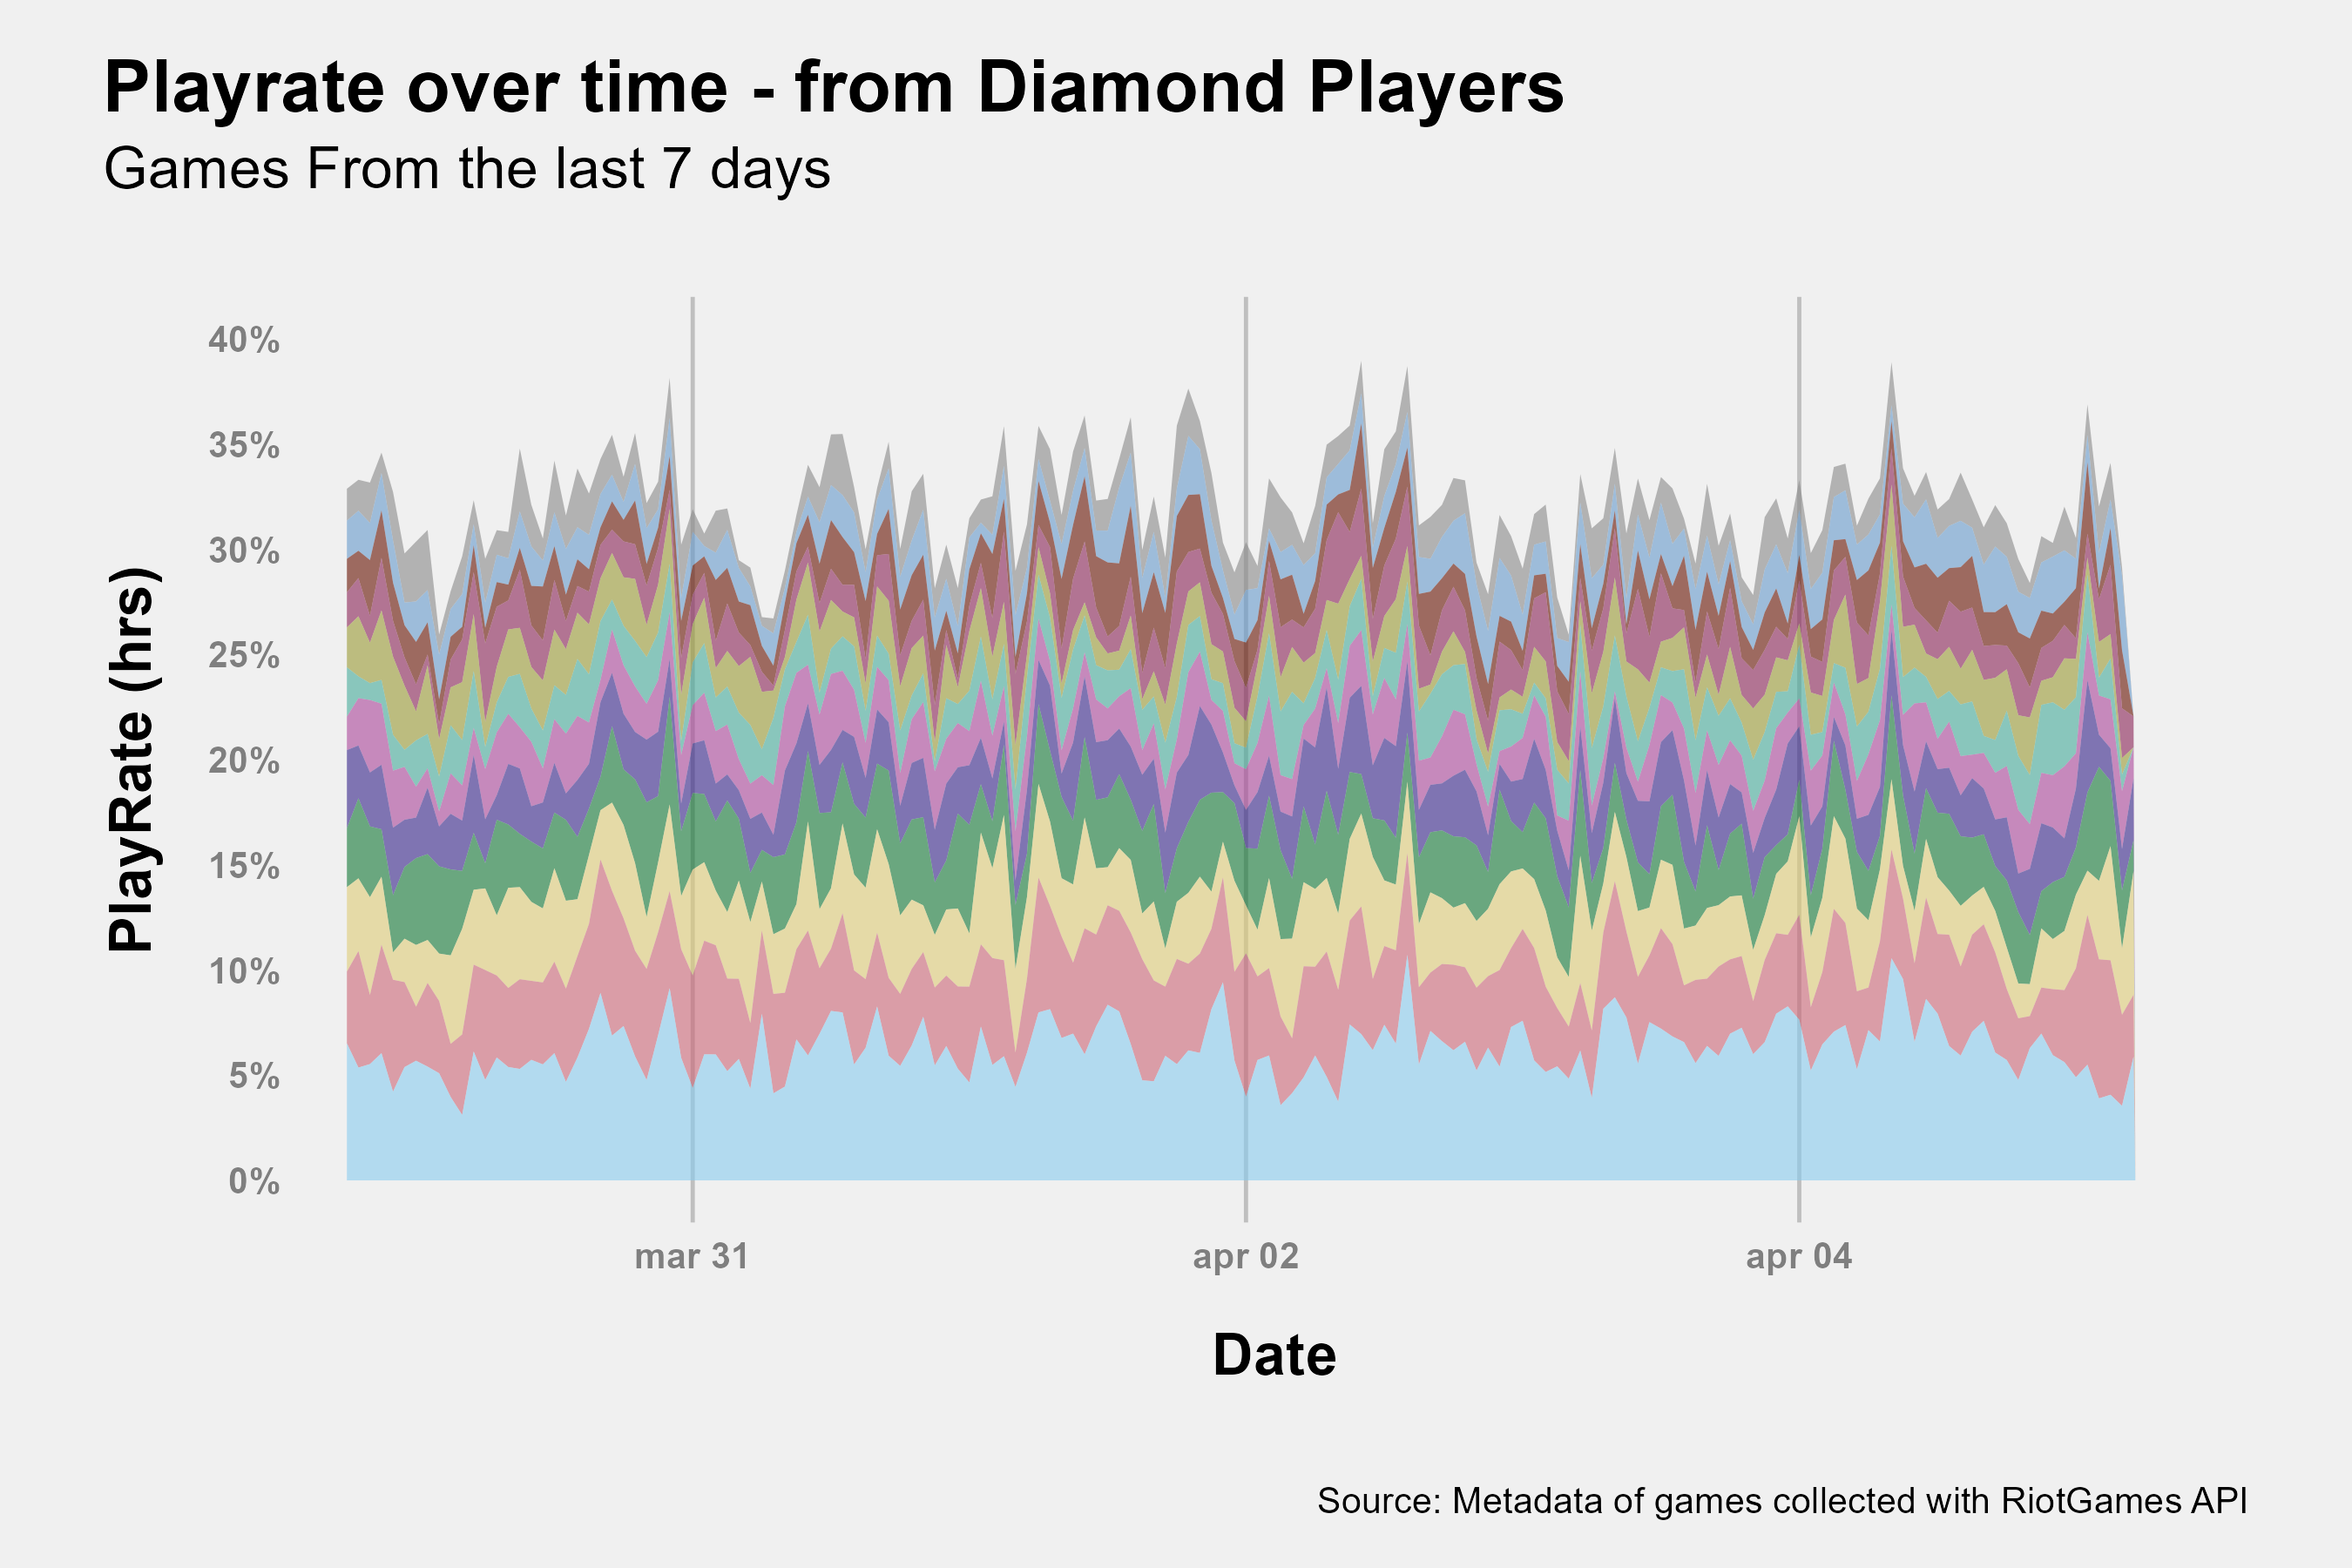 Playrate over time - from Diamond Players
Games From the last 7 days
PlayRate (hrs)
40%
35%
30%
25%
20%
15%
10%
5%
0%
mar 31
apr 02
apr 04
Date
Source: Metadata of games collected with RiotGames API